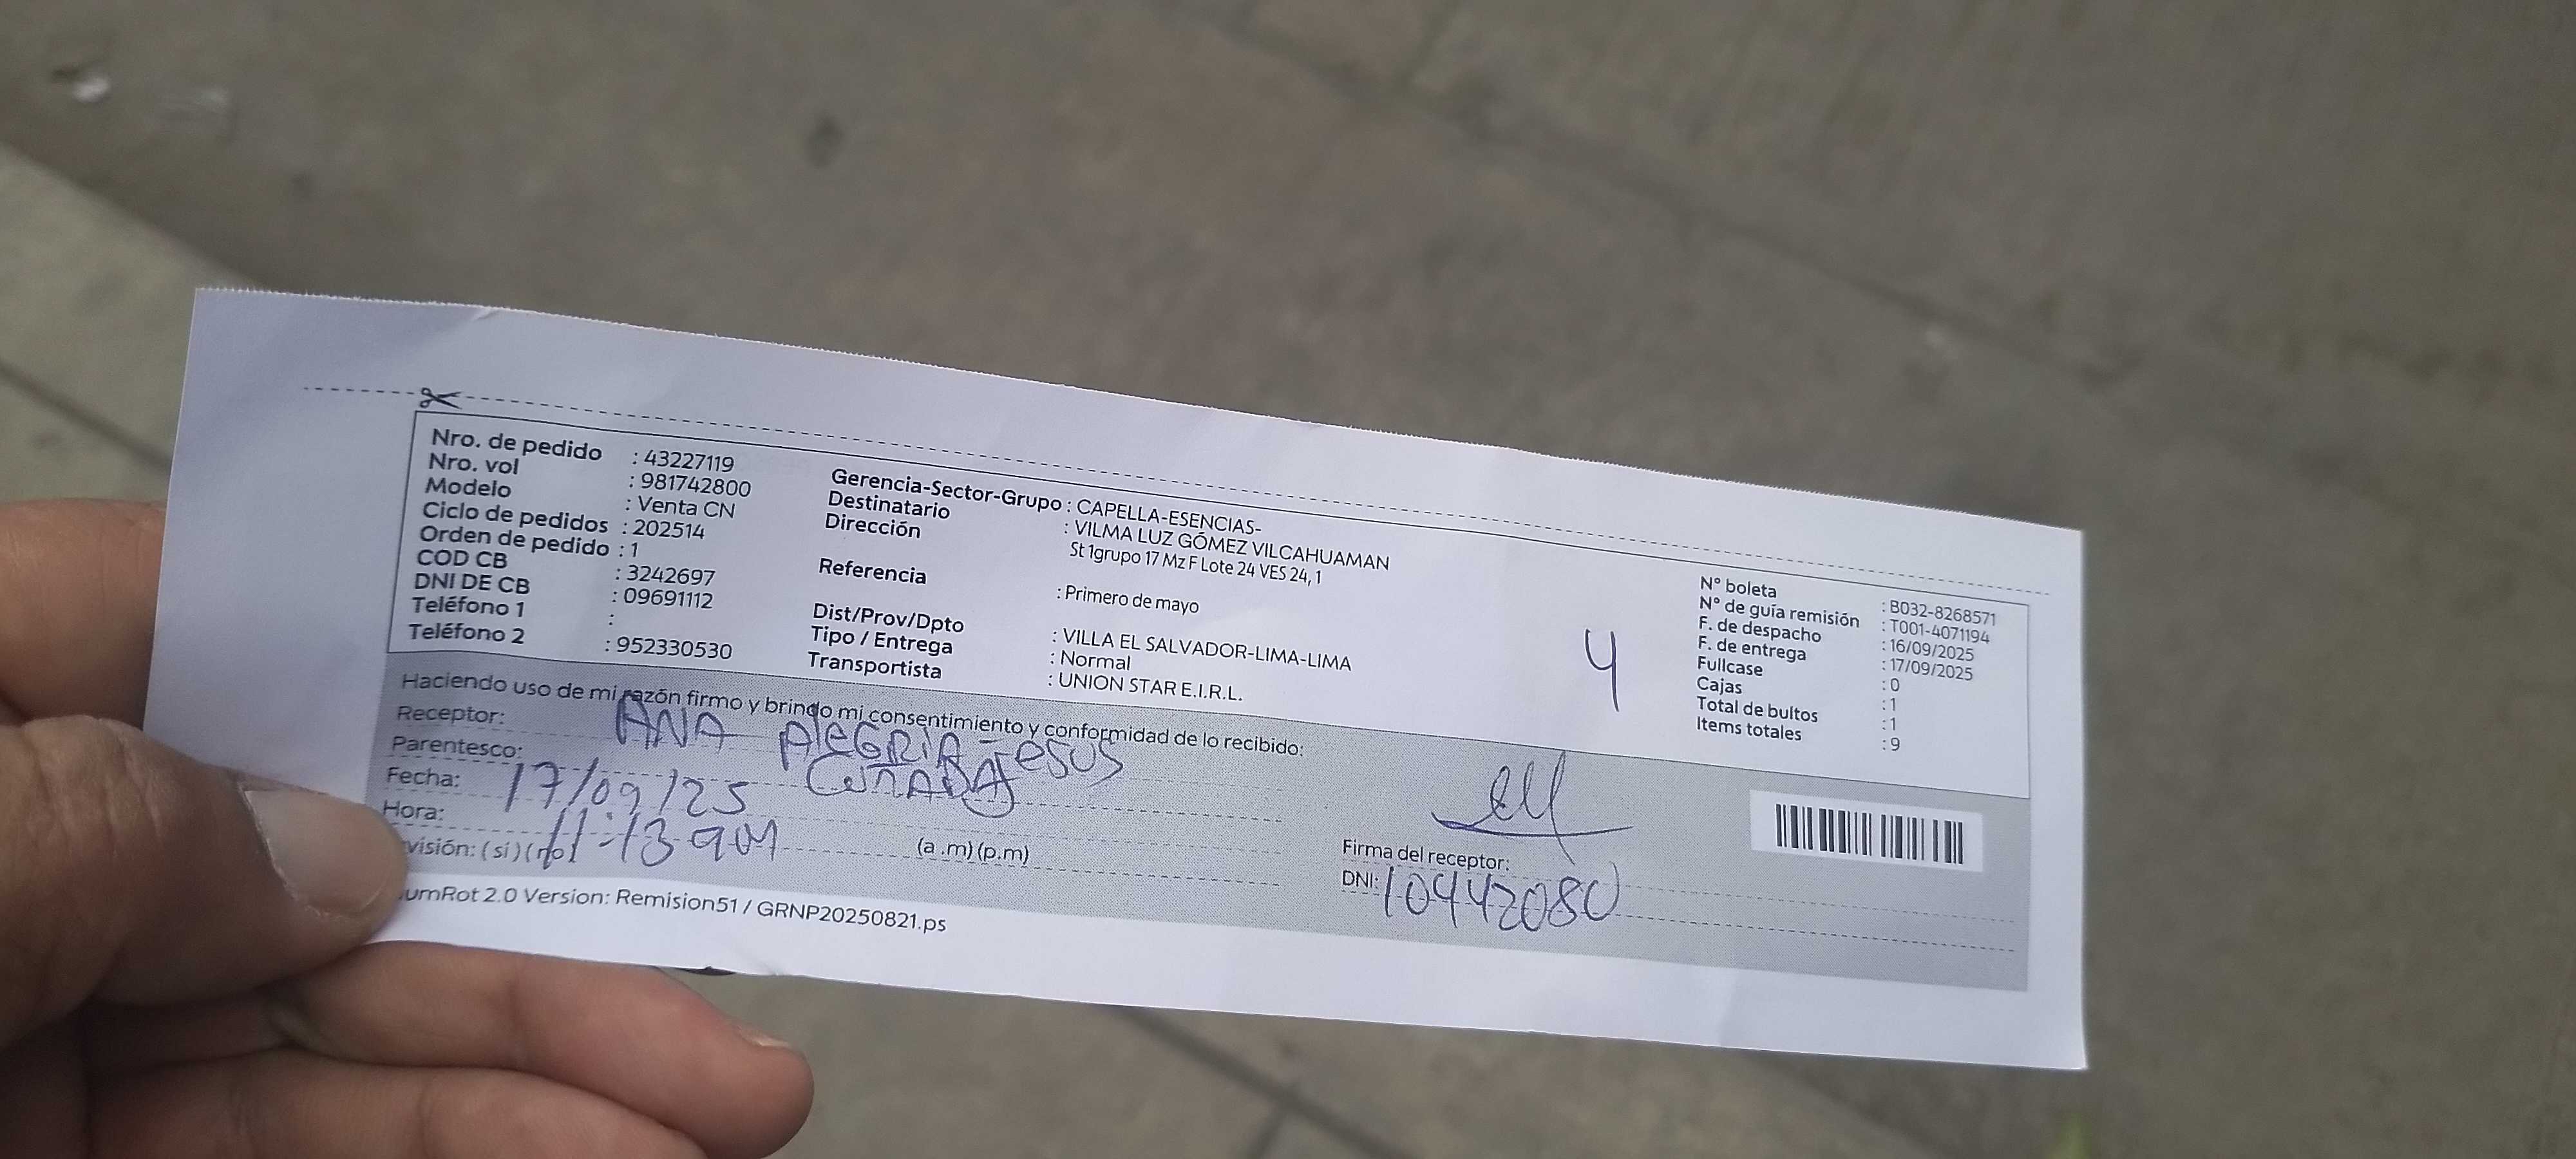 Nro. de pedido : 43227119
Nro. vol : 981742800
Modelo : Venta CN
Ciclo de pedidos : 202514
Orden de pedido : 1
COD CB : 3242697
DNI DE CB : 09691112
Teléfono 1 :
Teléfono 2 : 952330530
Gerencia-Sector-Grupo : CAPELLA-ESENCIAS-
Destinatario : VILMA LUZ GÓMEZ VILCAHUAMAN
Dirección St 1grupo 17 Mz F Lote 24 VES 24, 1
Referencia : Primero de mayo
Dist/Prov/Dpto : VILLA EL SALVADOR-LIMA-LIMA
Tipo / Entrega : Normal
Transportista : UNION STAR E.I.R.L.
4
N° boleta : B032-8268571
N° de guía remisión : T001-4071194
F. de despacho : 16/09/2025
F. de entrega : 17/09/2025
Fullcase : 0
Cajas : 1
Total de bultos : 1
Items totales : 9
Haciendo uso de mi razón firmo y brindo mi consentimiento y conformidad de lo recibido:
Receptor: ANA AlEGRIA JESUS
Parentesco: CUÑADA
Fecha: 17/09/25
Hora: 11:13 am (a .m) (p.m)
visión: ( sí ) ( no )
Firma del receptor:
DNI: 10442080
umRot 2.0 Version: Remision51 / GRNP20250821.ps